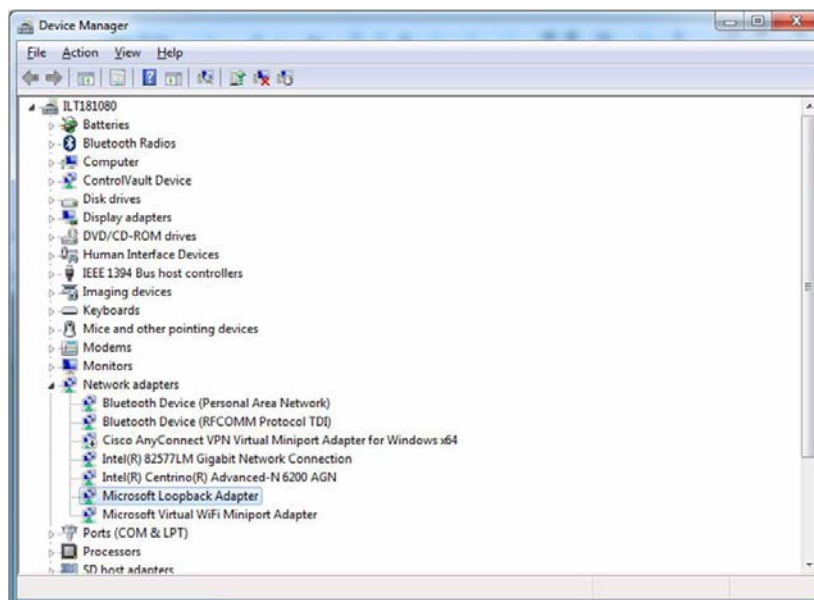 Device Manager
File Action View Help
ILT181080
Batteries
Bluetooth Radios
Computer
ControlVault Device
Disk drives
Display adapters
DVD/CD-ROM drives
Human Interface Devices
IEEE 1394 Bus host controllers
Imaging devices
Keyboards
Mice and other pointing devices
Modems
Monitors
Network adapters
Bluetooth Device (Personal Area Network)
Bluetooth Device (RFCOMM Protocol TDI)
Cisco AnyConnect VPN Virtual Miniport Adapter for Windows x64
Intel(R) 82577LM Gigabit Network Connection
Intel(R) Centrino(R) Advanced-N 6200 AGN
Microsoft Loopback Adapter
Microsoft Virtual WiFi Miniport Adapter
Ports (COM & LPT)
Processors
SD host adapters